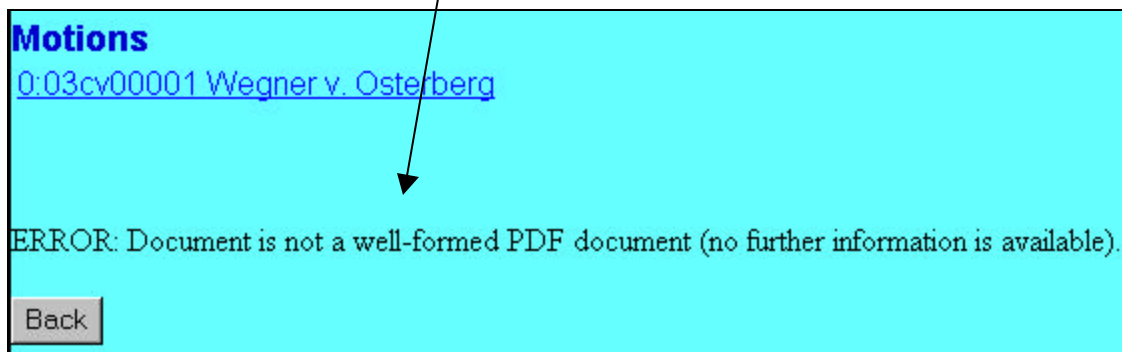 Motions
0:03cv00001 Wegner v. Osterberg
ERROR: Document is not a well-formed PDF document (no further information is available).
Back